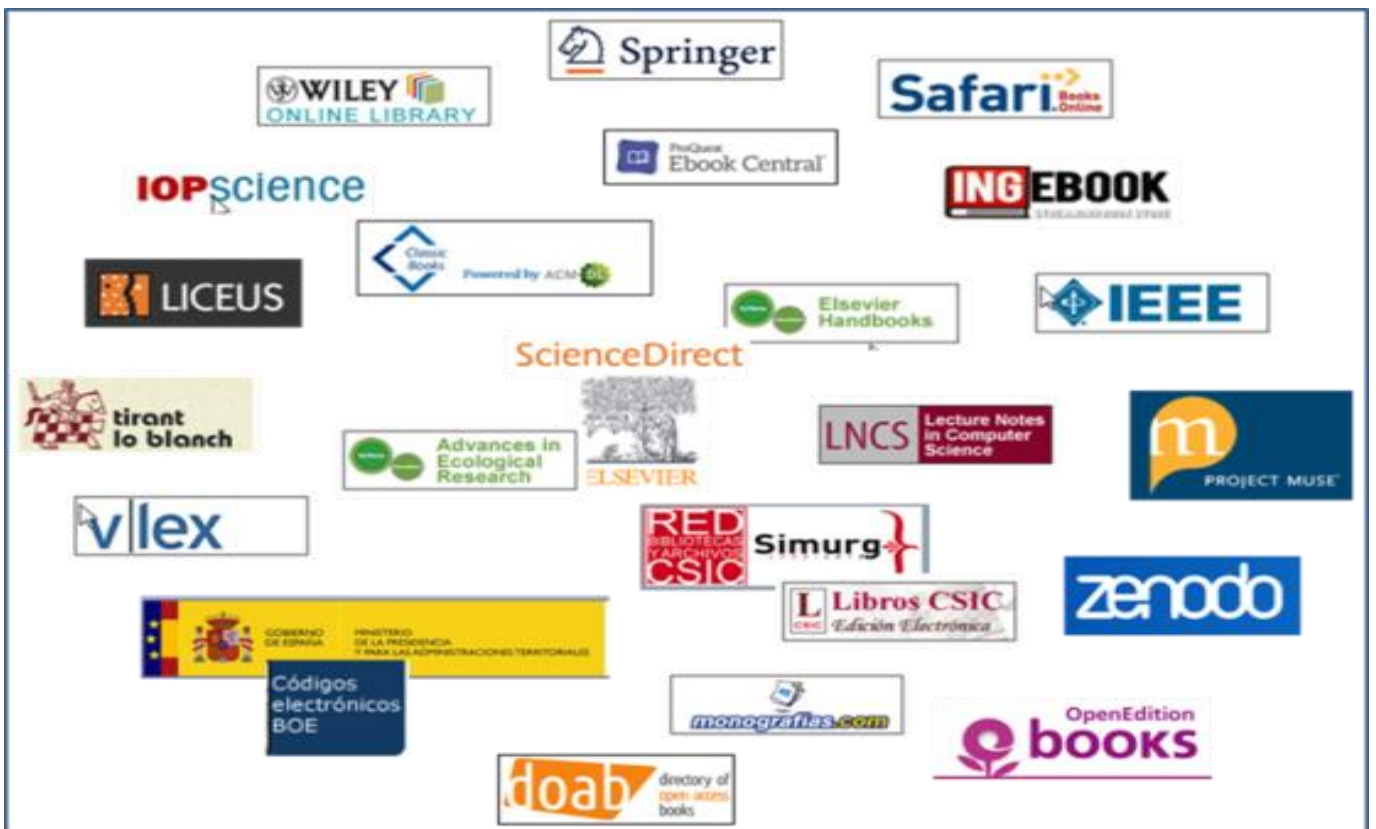 Springer
WILEY
ONLINE LIBRARY
Safari
Books
Online
ProQuest
Ebook Central
IOPscience
INGEBOOK
Classic
Books
Powered by ACM DL
LICEUS
Elsevier
Handbooks
IEEE
ScienceDirect
ELSEVIER
tirant
lo blanch
Advances in
Ecological
Research
LNCS
Lecture Notes
in Computer
Science
m
PROJECT MUSE
v|lex
RED
BIBLIOTECAS
Y ARCHIVOS
CSIC
Simurg
L
CSIC
Libros CSIC
Edición Electrónica
zenodo
GOBIERNO
DE ESPAÑA
MINISTERIO
DE LA PRESIDENCIA
Y PARA LAS ADMINISTRACIONES TERRITORIALES
Códigos
electrónicos
BOE
monografias.com
OpenEdition
books
doab
directory of
open access
books